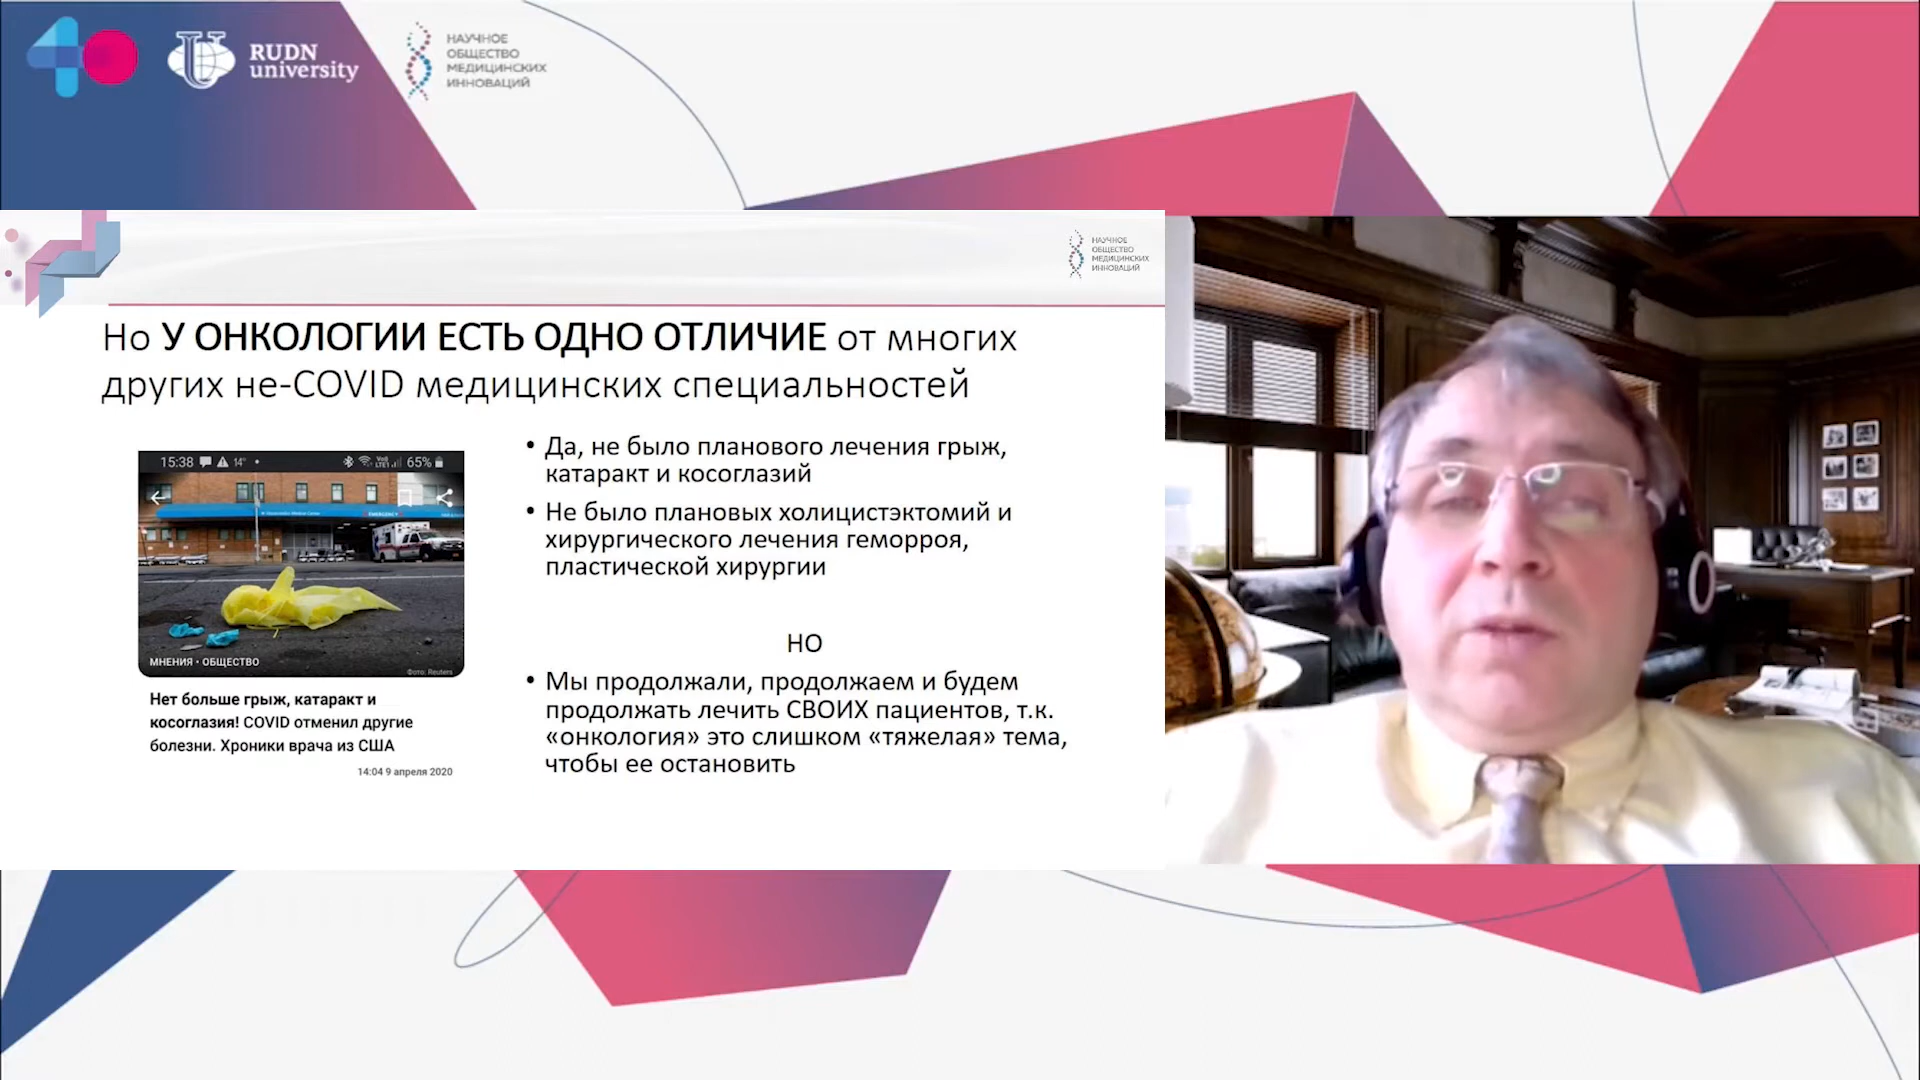 RUDN
university
НАУЧНОЕ
ОБЩЕСТВО
МЕДИЦИНСКИХ
ИННОВАЦИЙ
НАУЧНОЕ
ОБЩЕСТВО
МЕДИЦИНСКИХ
ИННОВАЦИЙ
Но У ОНКОЛОГИИ ЕСТЬ ОДНО ОТЛИЧИЕ от многих
других не-COVID медицинских специальностей
15:38 14° 65%
EMERGENCY
МНЕНИЯ • ОБЩЕСТВО
Фото: Reuters
Нет больше грыж, катаракт и
косоглазия! COVID отменил другие
болезни. Хроники врача из США
14:04 9 апреля 2020
• Да, не было планового лечения грыж,
катаракт и косоглазий
• Не было плановых холицистэктомий и
хирургического лечения геморроя,
пластической хирургии
НО
• Мы продолжали, продолжаем и будем
продолжать лечить СВОИХ пациентов, т.к.
«онкология» это слишком «тяжелая» тема,
чтобы ее остановить